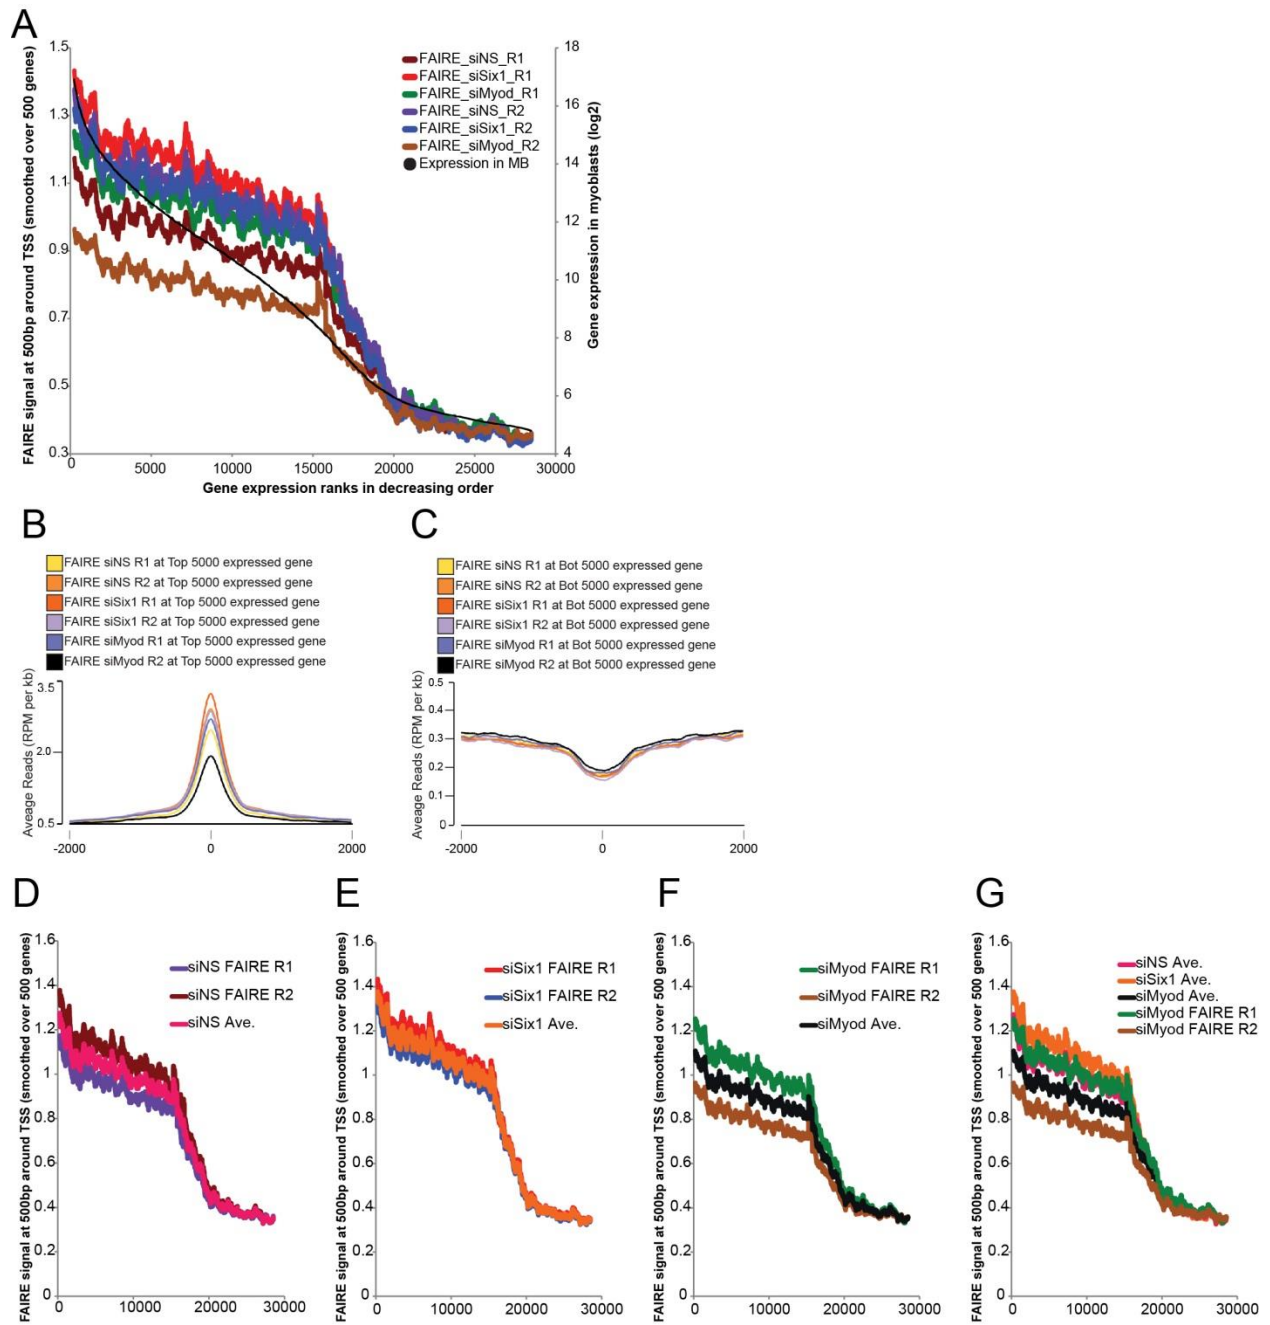 A
FAIRE signal at 500bp around TSS (smoothed over 500 genes)
1.5
1.3
1.1
0.9
0.7
0.5
0.3
FAIRE_siNS_R1
FAIRE_siSix1_R1
FAIRE_siMyod_R1
FAIRE_siNS_R2
FAIRE_siSix1_R2
FAIRE_siMyod_R2
Expression in MB
18
16
14
12
10
8
6
4
Gene expression in myoblasts (log2)
0 5000 10000 15000 20000 25000 30000
Gene expression ranks in decreasing order
B
FAIRE siNS R1 at Top 5000 expressed gene
FAIRE siNS R2 at Top 5000 expressed gene
FAIRE siSix1 R1 at Top 5000 expressed gene
FAIRE siSix1 R2 at Top 5000 expressed gene
FAIRE siMyod R1 at Top 5000 expressed gene
FAIRE siMyod R2 at Top 5000 expressed gene
Aveage Reads (RPM per kb)
3.5
2.0
0.5
-2000 0 2000
C
FAIRE siNS R1 at Bot 5000 expressed gene
FAIRE siNS R2 at Bot 5000 expressed gene
FAIRE siSix1 R1 at Bot 5000 expressed gene
FAIRE siSix1 R2 at Bot 5000 expressed gene
FAIRE siMyod R1 at Bot 5000 expressed gene
FAIRE siMyod R2 at Bot 5000 expressed gene
Aveage Reads (RPM per kb)
0.5
0.4
0.3
0.2
0.1
0
-2000 0 2000
D
FAIRE signal at 500bp around TSS (smoothed over 500 genes)
1.6
1.4
1.2
1
0.8
0.6
0.4
0.2
0
siNS FAIRE R1
siNS FAIRE R2
siNS Ave.
0 10000 20000 30000
E
FAIRE signal at 500bp around TSS (smoothed over 500 genes)
1.6
1.4
1.2
1
0.8
0.6
0.4
0.2
0
siSix1 FAIRE R1
siSix1 FAIRE R2
siSix1 Ave.
0 10000 20000 30000
F
FAIRE signal at 500bp around TSS (smoothed over 500 genes)
1.6
1.4
1.2
1
0.8
0.6
0.4
0.2
0
siMyod FAIRE R1
siMyod FAIRE R2
siMyod Ave.
0 10000 20000 30000
G
FAIRE signal at 500bp around TSS (smoothed over 500 genes)
1.6
1.4
1.2
1
0.8
0.6
0.4
0.2
0
siNS Ave.
siSix1 Ave.
siMyod Ave.
siMyod FAIRE R1
siMyod FAIRE R2
0 10000 20000 30000